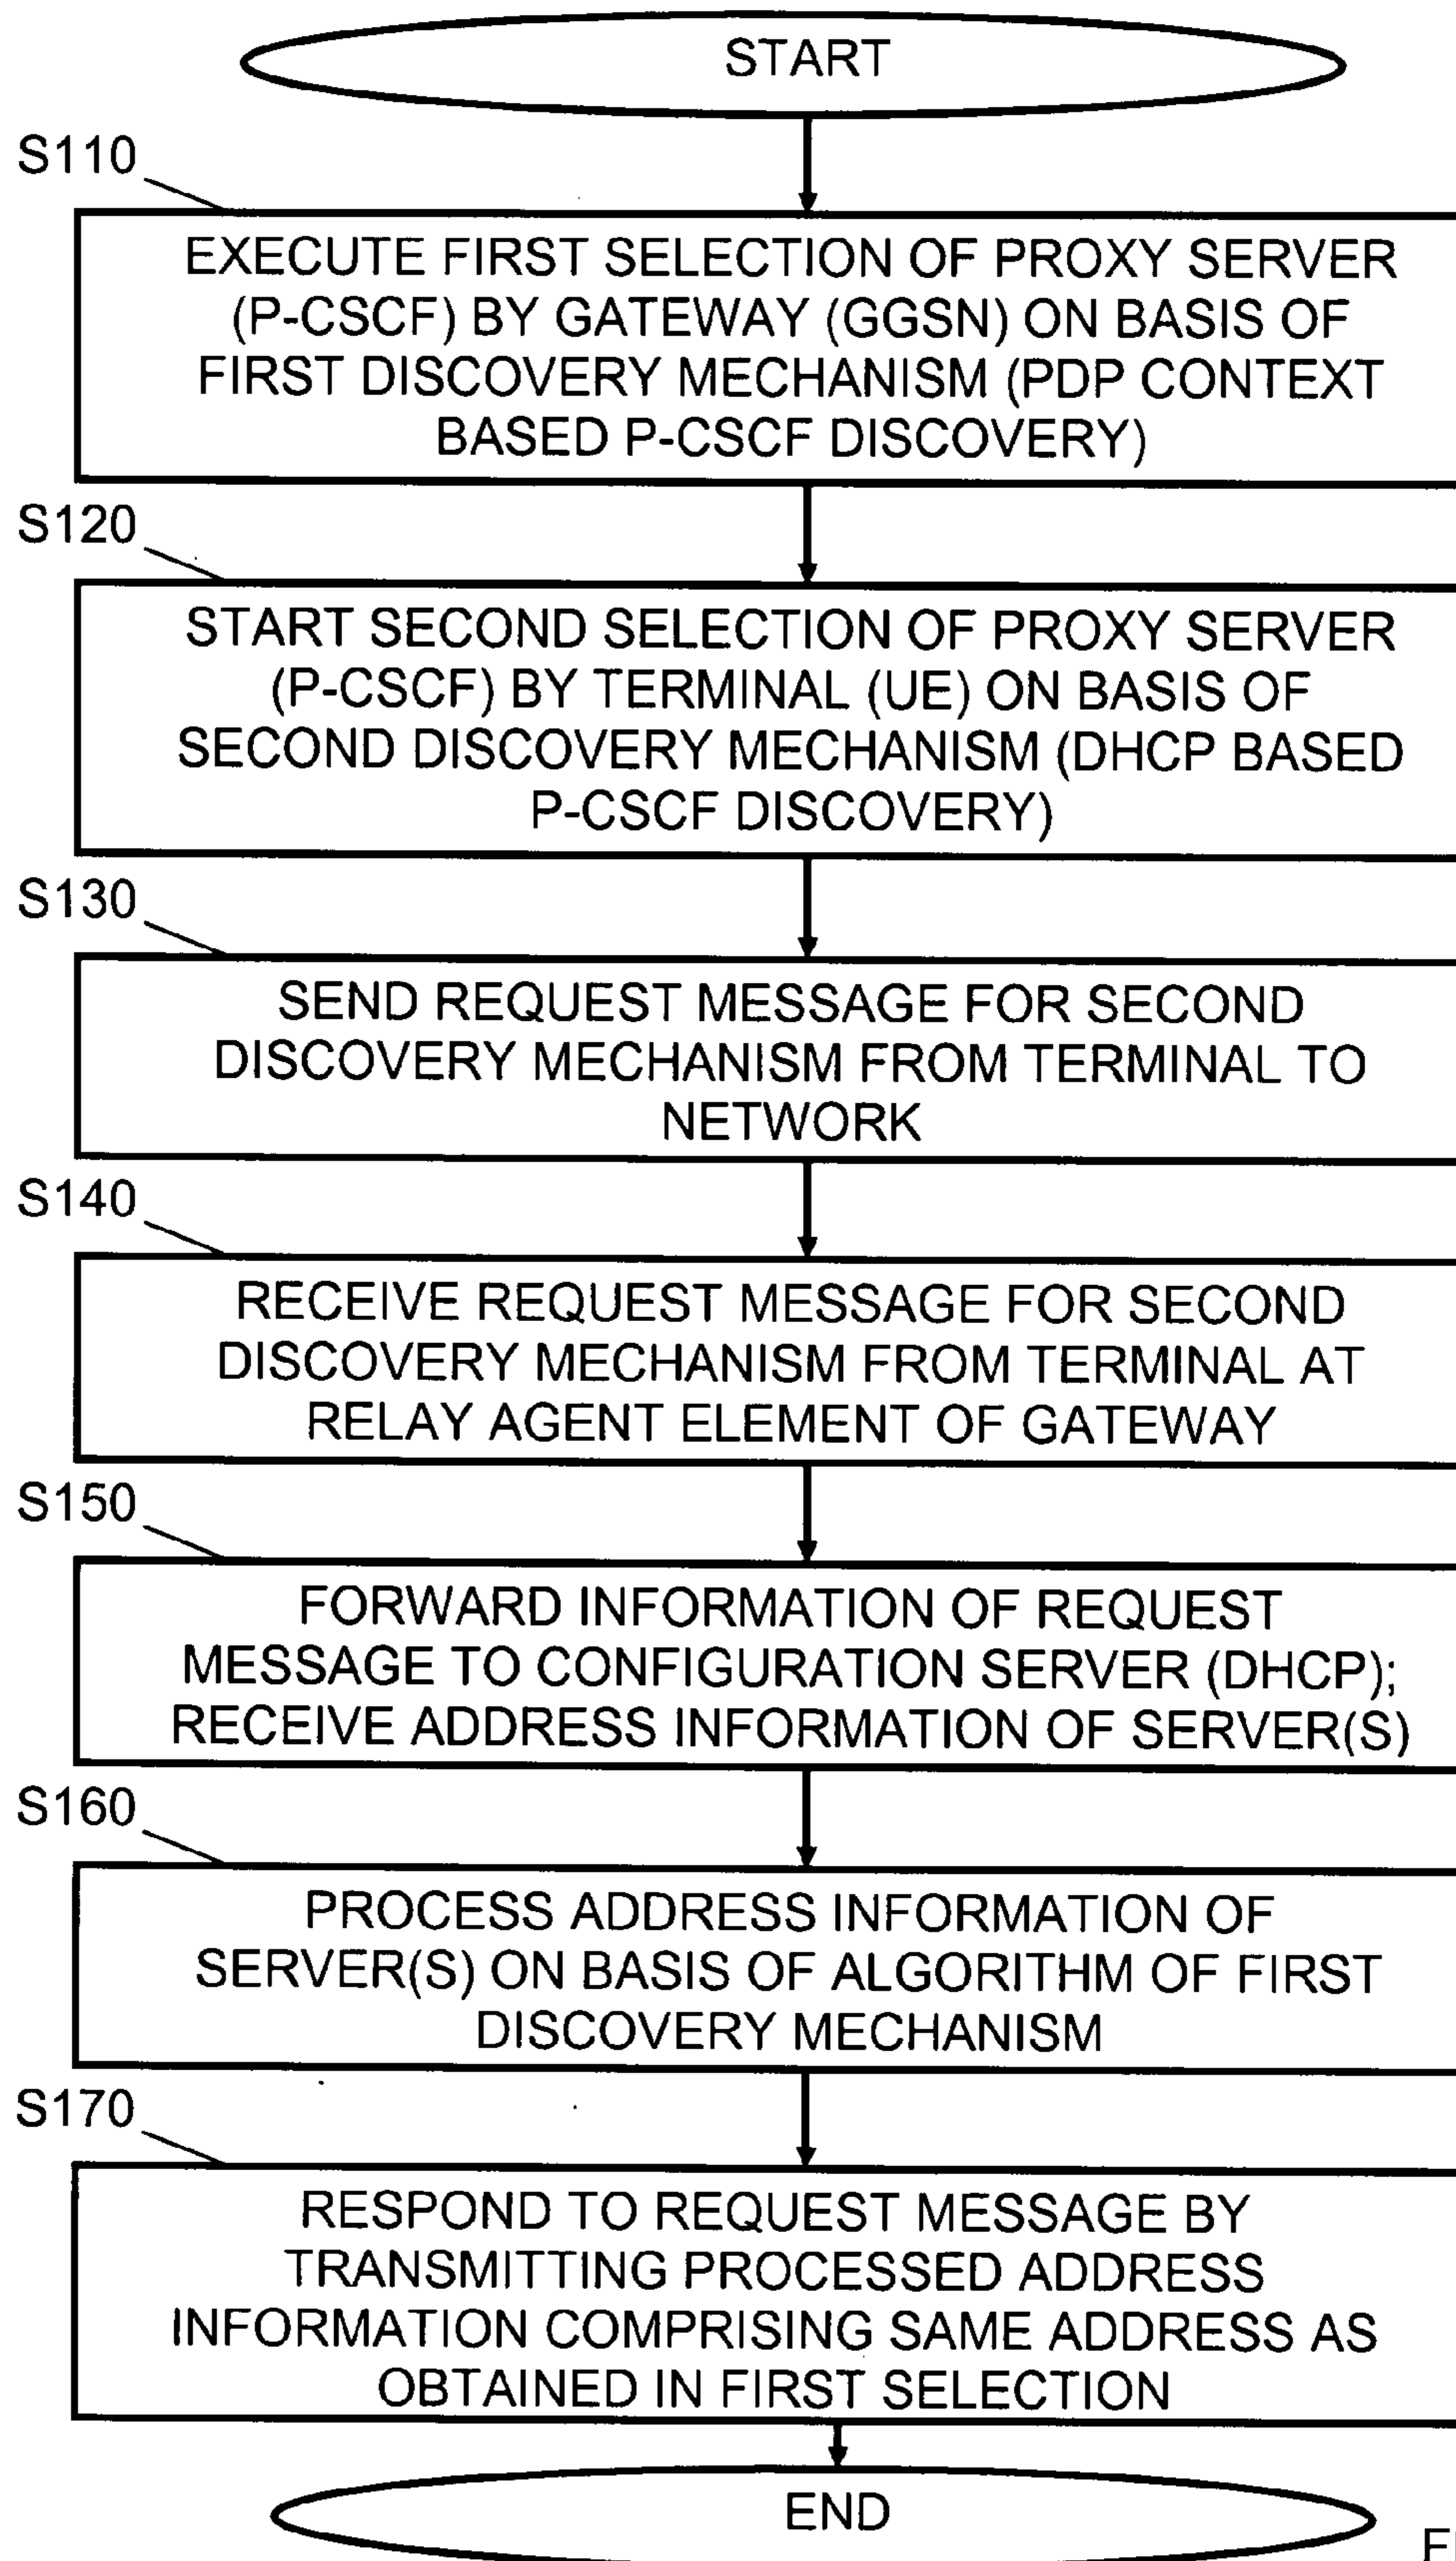 START
S110
EXECUTE FIRST SELECTION OF PROXY SERVER
(P-CSCF) BY GATEWAY (GGSN) ON BASIS OF
FIRST DISCOVERY MECHANISM (PDP CONTEXT
BASED P-CSCF DISCOVERY)
S120
START SECOND SELECTION OF PROXY SERVER
(P-CSCF) BY TERMINAL (UE) ON BASIS OF
SECOND DISCOVERY MECHANISM (DHCP BASED
P-CSCF DISCOVERY)
S130
SEND REQUEST MESSAGE FOR SECOND
DISCOVERY MECHANISM FROM TERMINAL TO
NETWORK
S140
RECEIVE REQUEST MESSAGE FOR SECOND
DISCOVERY MECHANISM FROM TERMINAL AT
RELAY AGENT ELEMENT OF GATEWAY
S150
FORWARD INFORMATION OF REQUEST
MESSAGE TO CONFIGURATION SERVER (DHCP);
RECEIVE ADDRESS INFORMATION OF SERVER(S)
S160
PROCESS ADDRESS INFORMATION OF
SERVER(S) ON BASIS OF ALGORITHM OF FIRST
DISCOVERY MECHANISM
S170
RESPOND TO REQUEST MESSAGE BY
TRANSMITTING PROCESSED ADDRESS
INFORMATION COMPRISING SAME ADDRESS AS
OBTAINED IN FIRST SELECTION
END